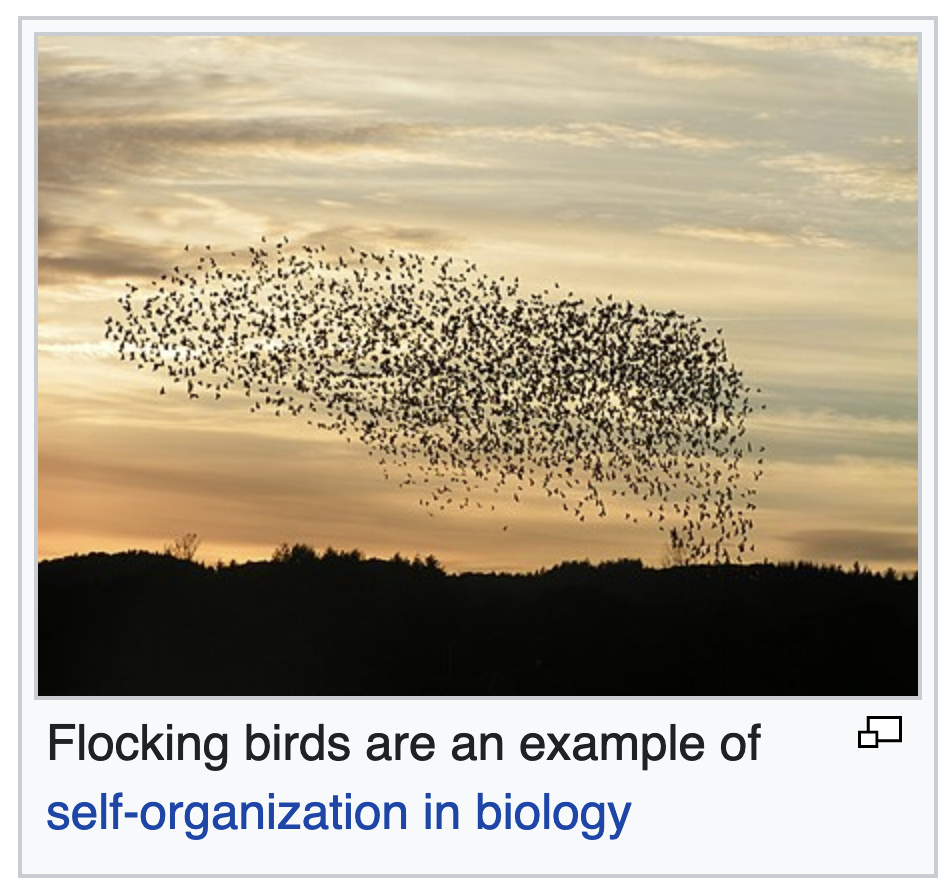 Flocking birds are an example of
self-organization in biology